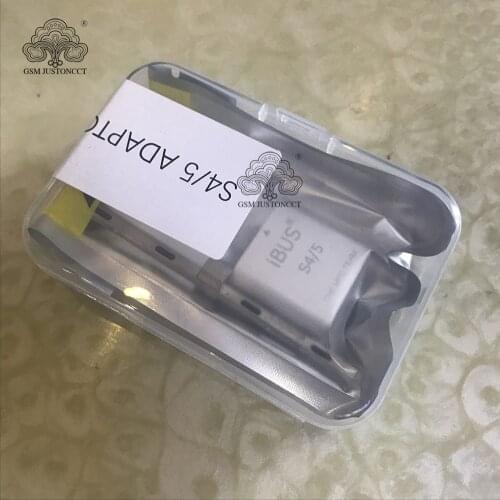 ®
GSM JUSTONCCT
S4/5 ADAPTO
GSM JUSTONCCT
iBUS
S4/5